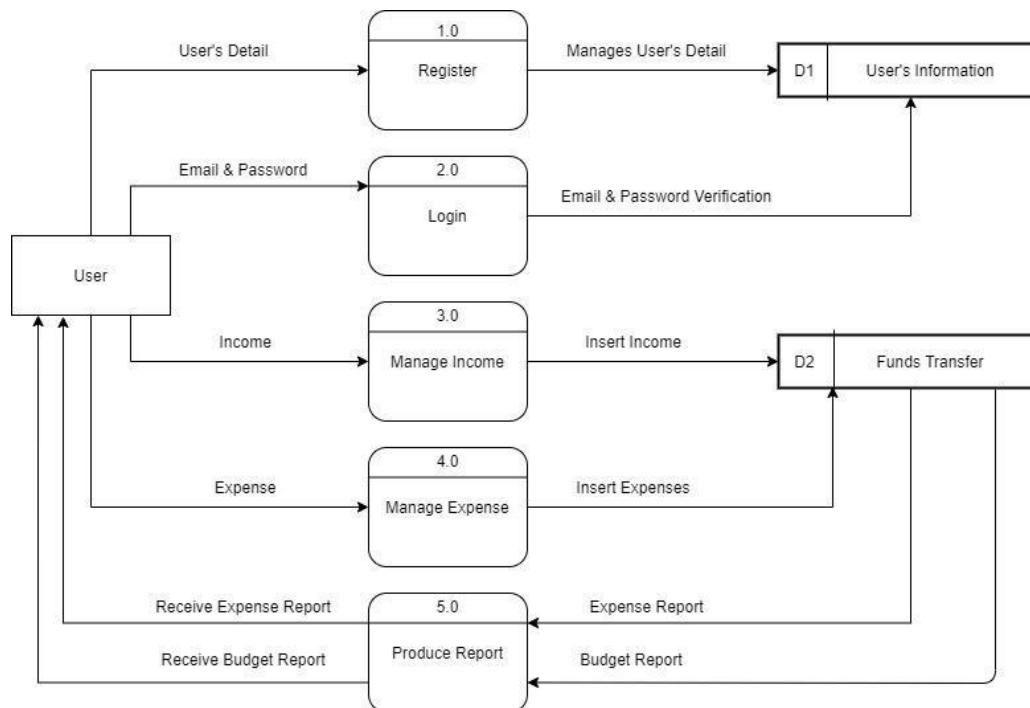 1.0
User's Detail
Register
Manages User's Detail
D1
User's Information
2.0
Email & Password
Login
Email & Password Verification
User
3.0
Income
Manage Income
Insert Income
D2
Funds Transfer
4.0
Expense
Manage Expense
Insert Expenses
5.0
Receive Expense Report
Expense Report
Produce Report
Receive Budget Report
Budget Report